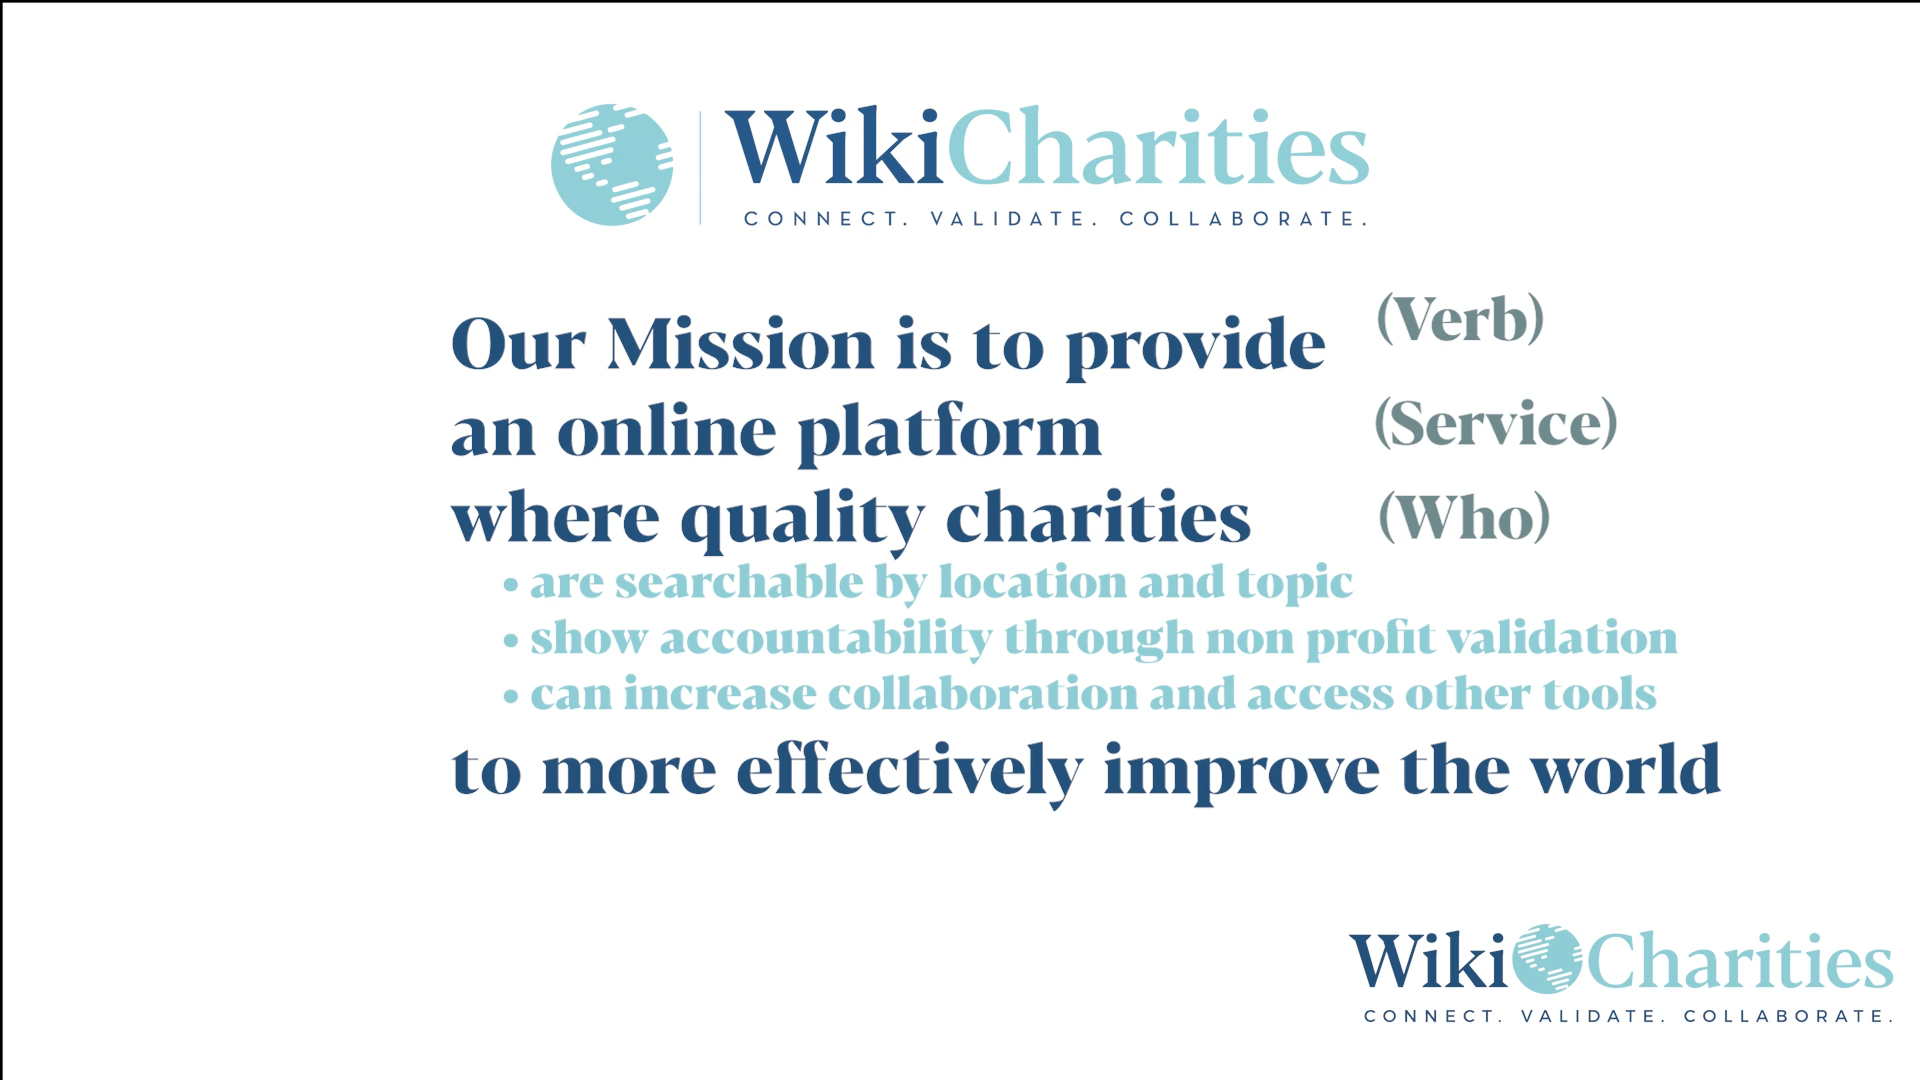 WikiCharities
CONNECT. VALIDATE. COLLABORATE.
Our Mission is to provide (Verb)
an online platform (Service)
where quality charities (Who)
• are searchable by location and topic
• show accountability through non profit validation
• can increase collaboration and access other tools
to more effectively improve the world
WikiCharities
CONNECT. VALIDATE. COLLABORATE.